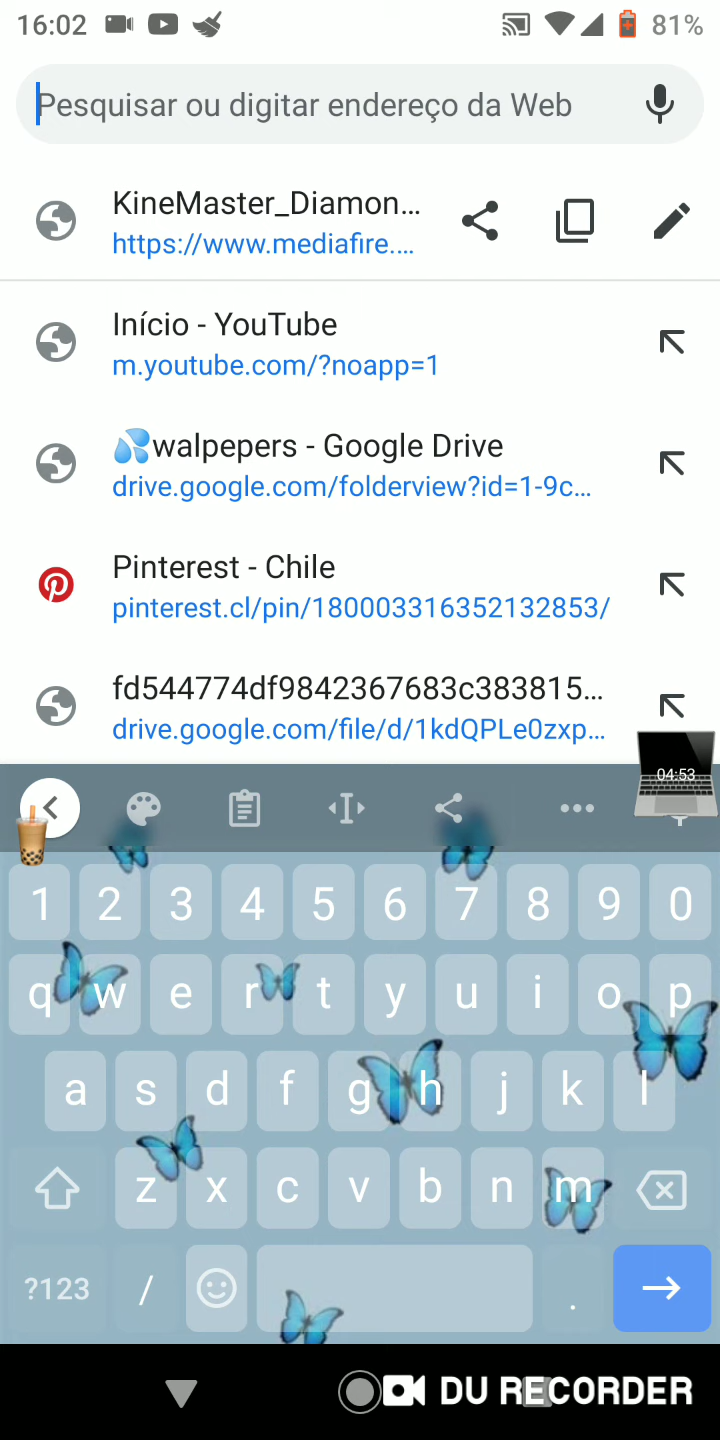 16:02 81%
Pesquisar ou digitar endereço da Web
KineMaster_Diamon...
https://www.mediafire....
Início - YouTube
m.youtube.com/?noapp=1
💦walpepers - Google Drive
drive.google.com/folderview?id=1-9c...
Pinterest - Chile
pinterest.cl/pin/180003316352132853/
fd544774df9842367683c383815...
drive.google.com/file/d/1kdQPLe0zxp...
04:53
1 2 3 4 5 6 7 8 9 0
q w e r t y u i o p
a s d f g h j k l
z x c v b n m
?123 / .
DU RECORDER